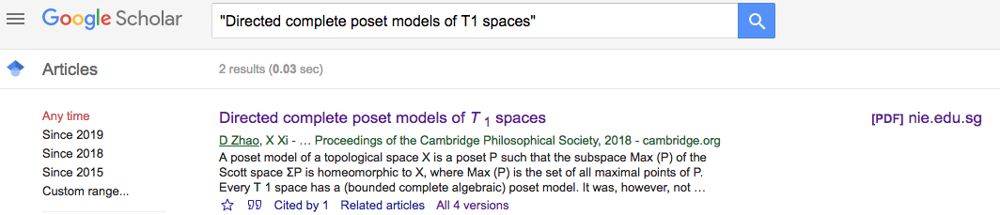 Google Scholar
"Directed complete poset models of T1 spaces"
Articles
2 results (0.03 sec)
Any time
Since 2019
Since 2018
Since 2015
Custom range...
Directed complete poset models of T 1 spaces
[PDF] nie.edu.sg
D Zhao, X Xi - … Proceedings of the Cambridge Philosophical Society, 2018 - cambridge.org
A poset model of a topological space X is a poset P such that the subspace Max (P) of the
Scott space ΣP is homeomorphic to X, where Max (P) is the set of all maximal points of P.
Every T 1 space has a (bounded complete algebraic) poset model. It was, however, not …
Cited by 1 Related articles All 4 versions